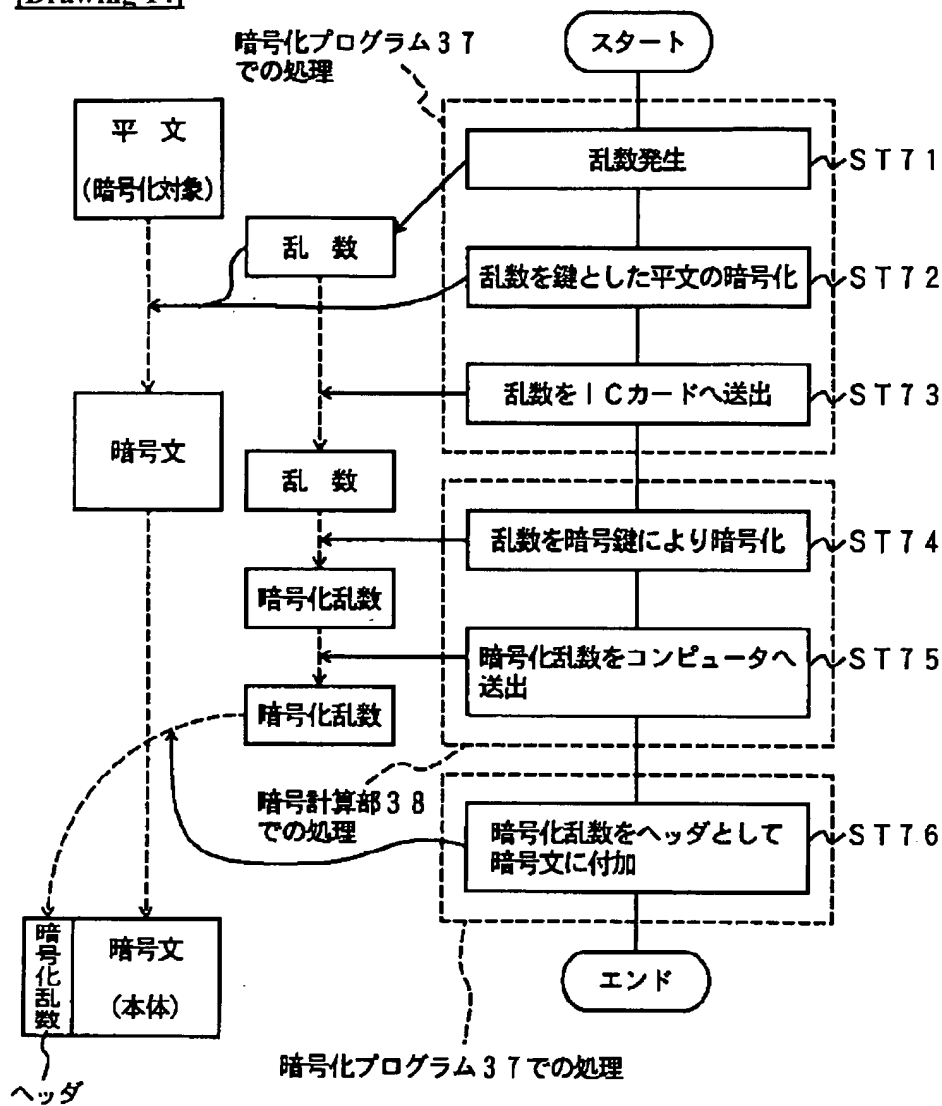 スタート
暗号化プログラム３７
での処理
平 文
(暗号化対象)
乱数発生
ST71
乱 数
乱数を鍵とした平文の暗号化
ST72
乱数をＩＣカードへ送出
ST73
暗号文
乱 数
乱数を暗号鍵により暗号化
ST74
暗号化乱数
暗号化乱数をコンピュータへ
送出
ST75
暗号化乱数
暗号計算部３８
での処理
暗号化乱数をヘッダとして
暗号文に付加
ST76
暗号化乱数
暗号文
(本体)
エンド
暗号化プログラム３７での処理
ヘッダ